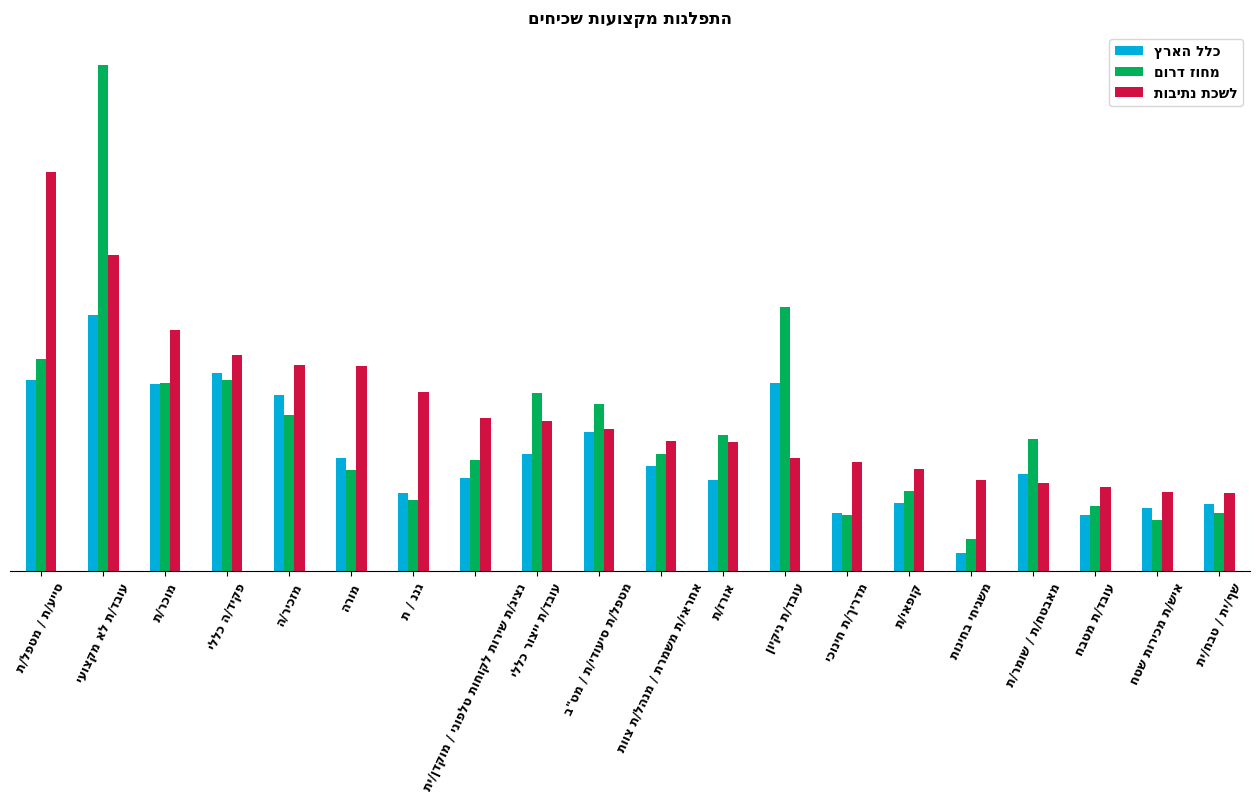 התפלגות מקצועות שכיחים
כלל הארץ
מחוז דרום
לשכת נתיבות
סייע/ת / מטפל/ת
עובד/ת לא מקצועי
מוכר/ת
פקיד/ה כללי
מזכיר/ה
מורה
גננ / ת
נציג/ת שירות לקוחות טלפוני / מוקדן/ית
עובד/ת ייצור כללי
מטפל/ת סיעודי/ת / מט"ב
אחראי/ת משמרת / מנהל/ת צוות
אורז/ת
עובד/ת ניקיון
מדריך/ת חינוכי
קופאי/ת
משגיחי בחינות
מאבטח/ת / שומר/ת
עובד/ת מטבח
איש/ת מכירות שטח
שף/ית / טבח/ית